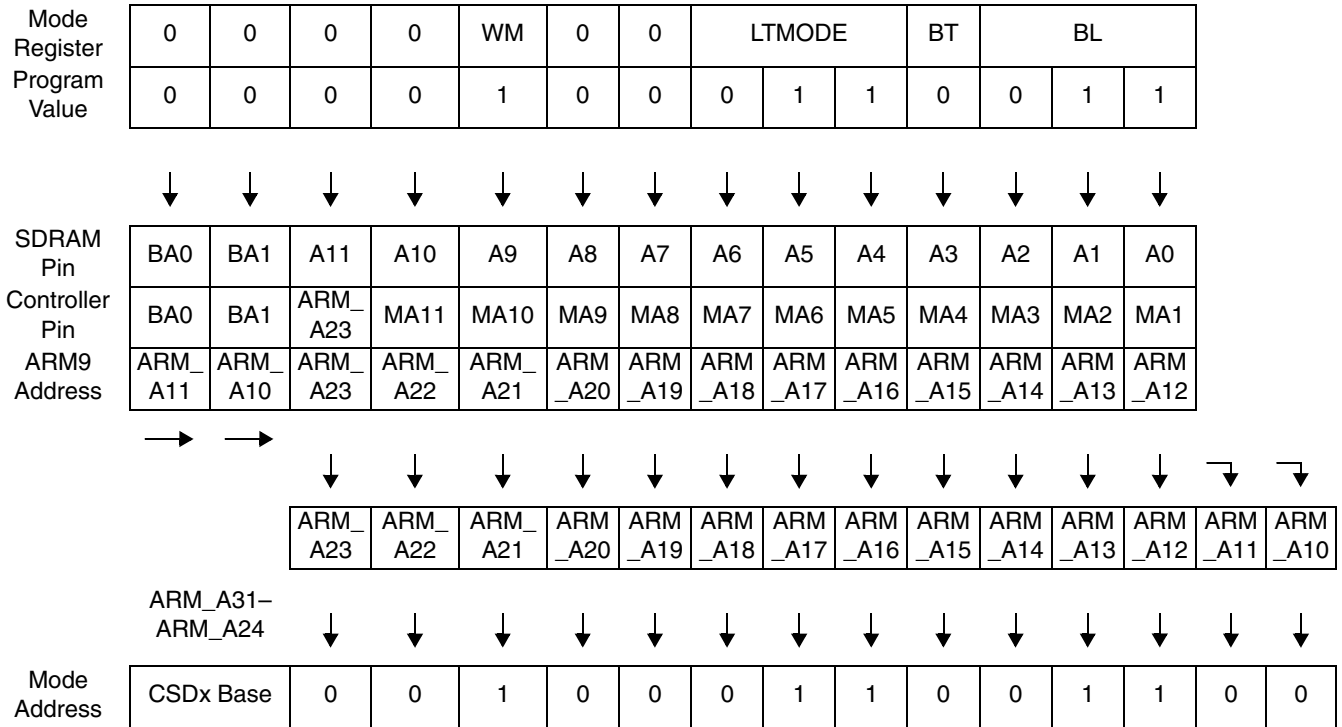 Mode Register 0 0 0 0 WM 0 0 LTMODE BT BL
Program Value 0 0 0 0 1 0 0 0 1 1 0 0 1 1
SDRAM Pin BA0 BA1 A11 A10 A9 A8 A7 A6 A5 A4 A3 A2 A1 A0
Controller Pin BA0 BA1 ARM_A23 MA11 MA10 MA9 MA8 MA7 MA6 MA5 MA4 MA3 MA2 MA1
ARM9 Address ARM_A11 ARM_A10 ARM_A23 ARM_A22 ARM_A21 ARM_A20 ARM_A19 ARM_A18 ARM_A17 ARM_A16 ARM_A15 ARM_A14 ARM_A13 ARM_A12
ARM_A23 ARM_A22 ARM_A21 ARM_A20 ARM_A19 ARM_A18 ARM_A17 ARM_A16 ARM_A15 ARM_A14 ARM_A13 ARM_A12 ARM_A11 ARM_A10
ARM_A31–ARM_A24
Mode Address CSDx Base 0 0 1 0 0 0 1 1 0 0 1 1 0 0